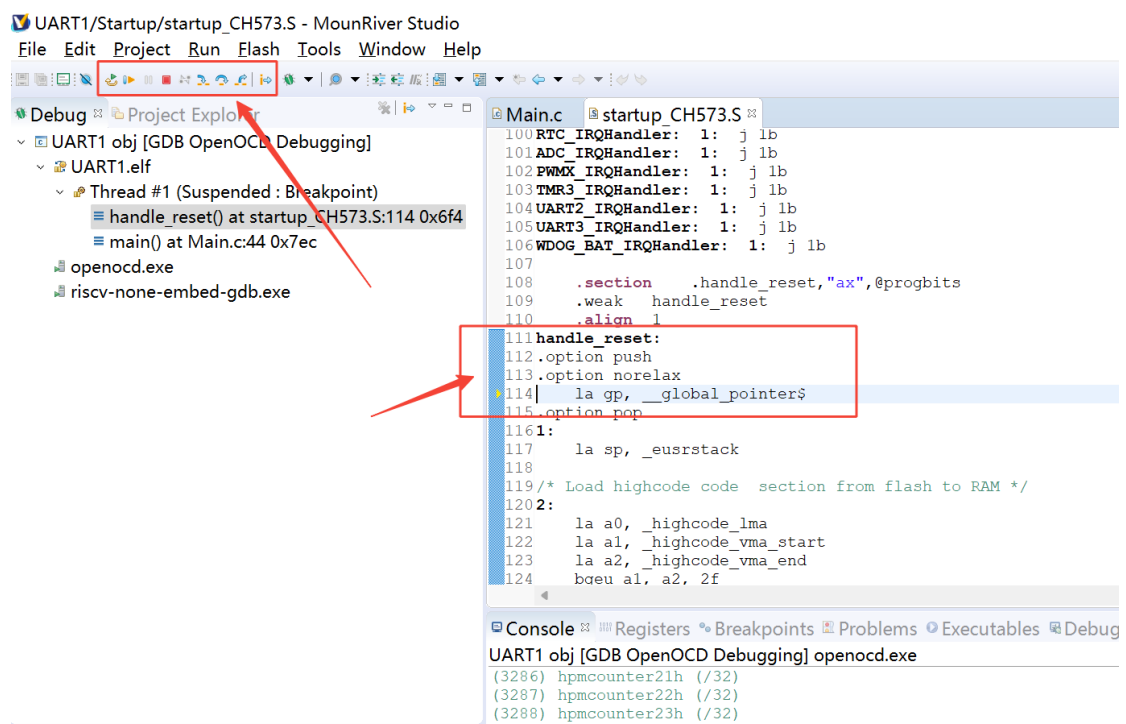 UART1/Startup/startup_CH573.S - MounRiver Studio
File Edit Project Run Flash Tools Window Help
Debug Project Explorer
UART1 obj [GDB OpenOCD Debugging]
UART1.elf
Thread #1 (Suspended : Breakpoint)
handle_reset() at startup_CH573.S:114 0x6f4
main() at Main.c:44 0x7ec
openocd.exe
riscv-none-embed-gdb.exe
Main.c startup_CH573.S
100 RTC_IRQHandler: 1: j 1b
101 ADC_IRQHandler: 1: j 1b
102 PWMX_IRQHandler: 1: j 1b
103 TMR3_IRQHandler: 1: j 1b
104 UART2_IRQHandler: 1: j 1b
105 UART3_IRQHandler: 1: j 1b
106 WDOG_BAT_IRQHandler: 1: j 1b
107
108 .section .handle_reset,"ax",@progbits
109 .weak handle_reset
110 .align 1
111 handle_reset:
112 .option push
113 .option norelax
114 la gp, __global_pointer$
115 .option pop
116 1:
117 la sp, _eusrstack
118
119 /* Load highcode code section from flash to RAM */
120 2:
121 la a0, _highcode_lma
122 la a1, _highcode_vma_start
123 la a2, _highcode_vma_end
124 bgeu a1, a2, 2f
Console Registers Breakpoints Problems Executables Debug
UART1 obj [GDB OpenOCD Debugging] openocd.exe
(3286) hpmcounter21h (/32)
(3287) hpmcounter22h (/32)
(3288) hpmcounter23h (/32)